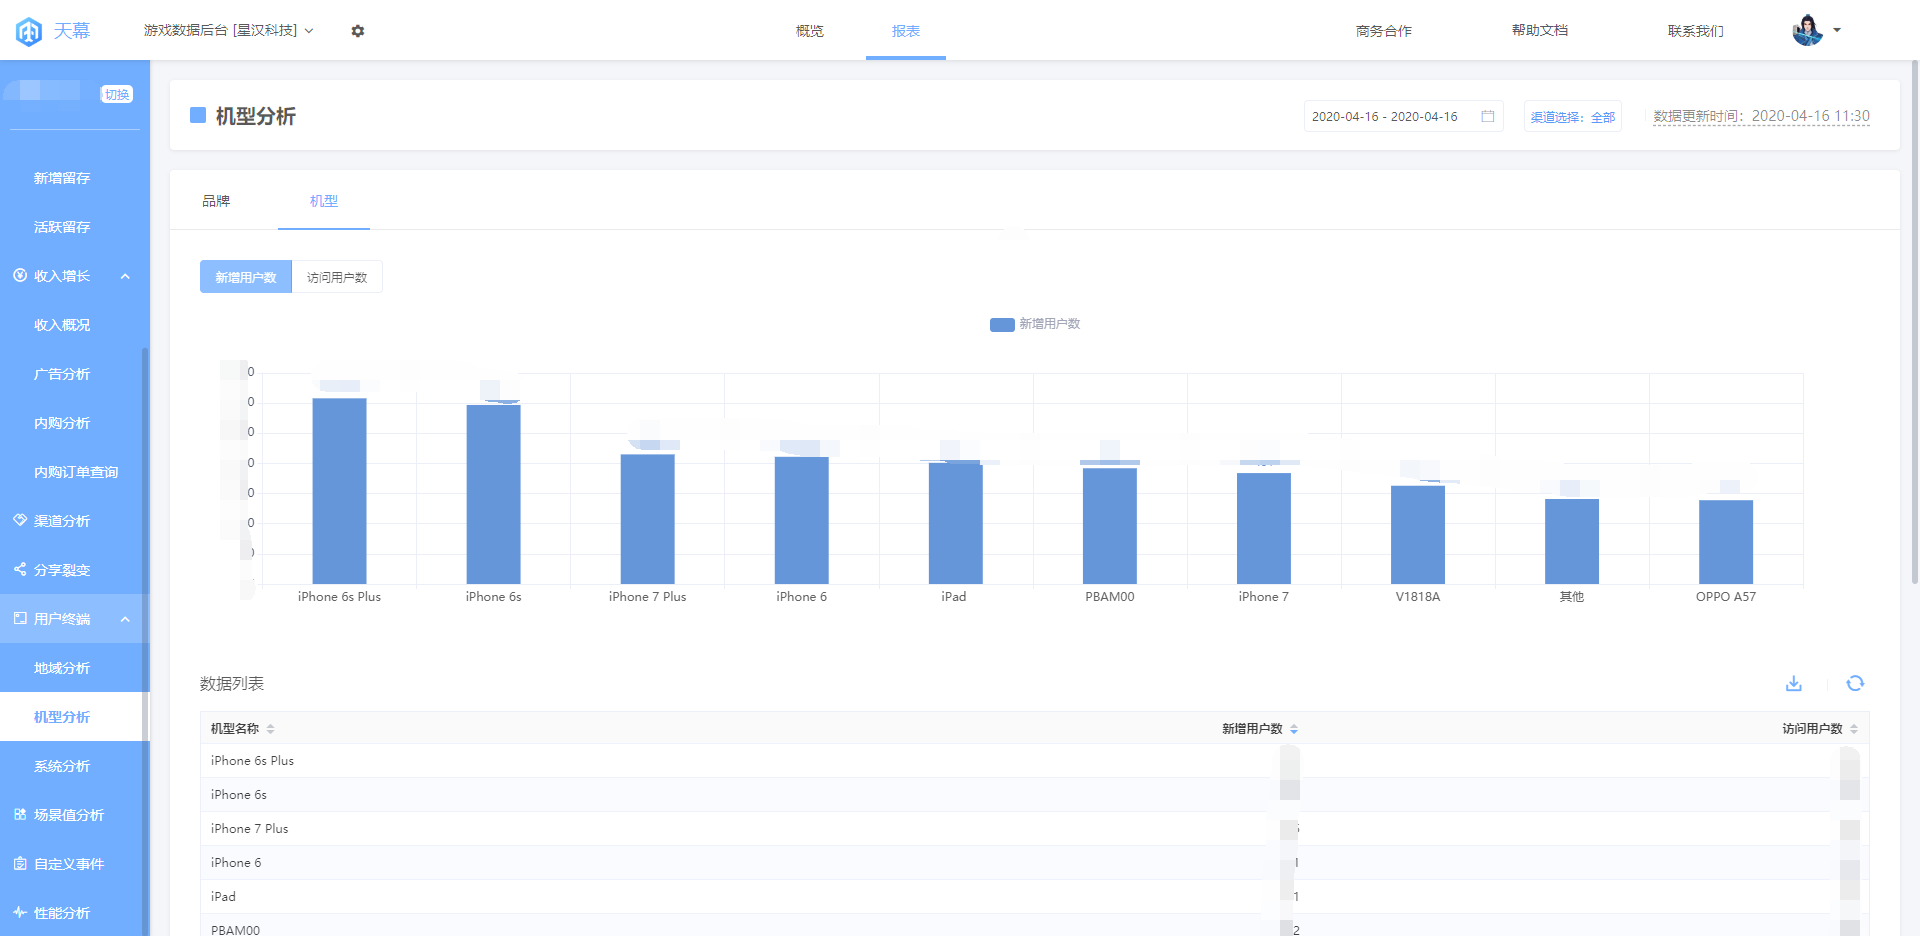 天幕
游戏数据后台 [星汉科技]
概览
报表
商务合作
帮助文档
联系我们
切换
新增留存
活跃留存
收入增长
收入概况
广告分析
内购分析
内购订单查询
渠道分析
分享裂变
用户终端
地域分析
机型分析
系统分析
场景值分析
自定义事件
性能分析
机型分析
2020-04-16 - 2020-04-16
渠道选择：全部
数据更新时间：2020-04-16 11:30
品牌
机型
新增用户数
访问用户数
新增用户数
0
0
0
0
0
0
iPhone 6s Plus
iPhone 6s
iPhone 7 Plus
iPhone 6
iPad
PBAM00
iPhone 7
V1818A
其他
OPPO A57
数据列表
机型名称
新增用户数
访问用户数
iPhone 6s Plus
iPhone 6s
iPhone 7 Plus
iPhone 6
iPad 1
PBAM00 2